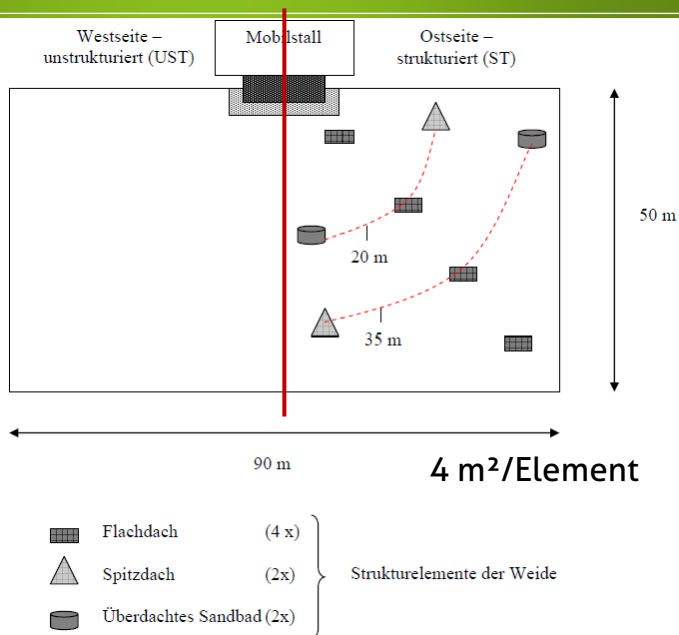 Westseite –
unstrukturiert (UST)
Mobilstall
Ostseite –
strukturiert (ST)
50 m
20 m
35 m
90 m
4 m²/Element
Flachdach (4 x)
Spitzdach (2x)
Strukturelemente der Weide
Überdachtes Sandbad (2x)